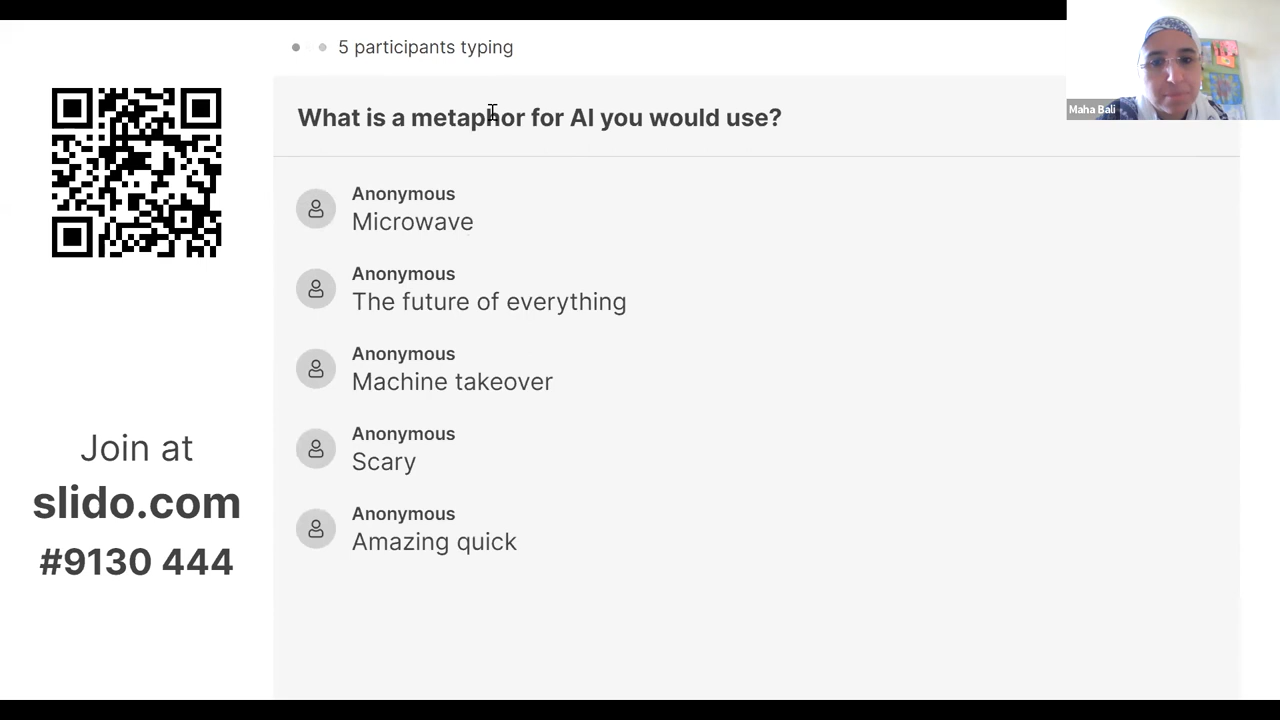 5 participants typing
What is a metaphor for AI you would use?
Maha Bali
Anonymous
Microwave
Anonymous
The future of everything
Anonymous
Machine takeover
Anonymous
Scary
Anonymous
Amazing quick
Join at
slido.com
#9130 444